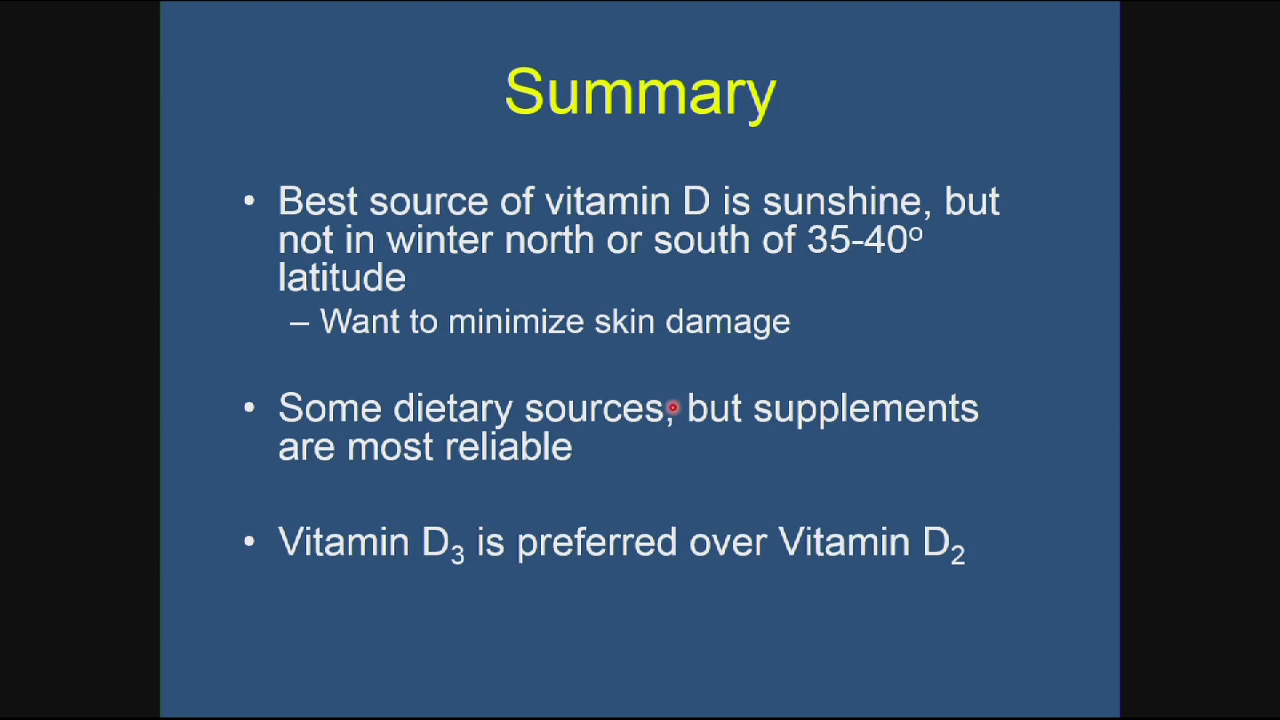 Summary
• Best source of vitamin D is sunshine, but
not in winter north or south of 35-40º
latitude
– Want to minimize skin damage
• Some dietary sources, but supplements
are most reliable
• Vitamin D₃ is preferred over Vitamin D₂